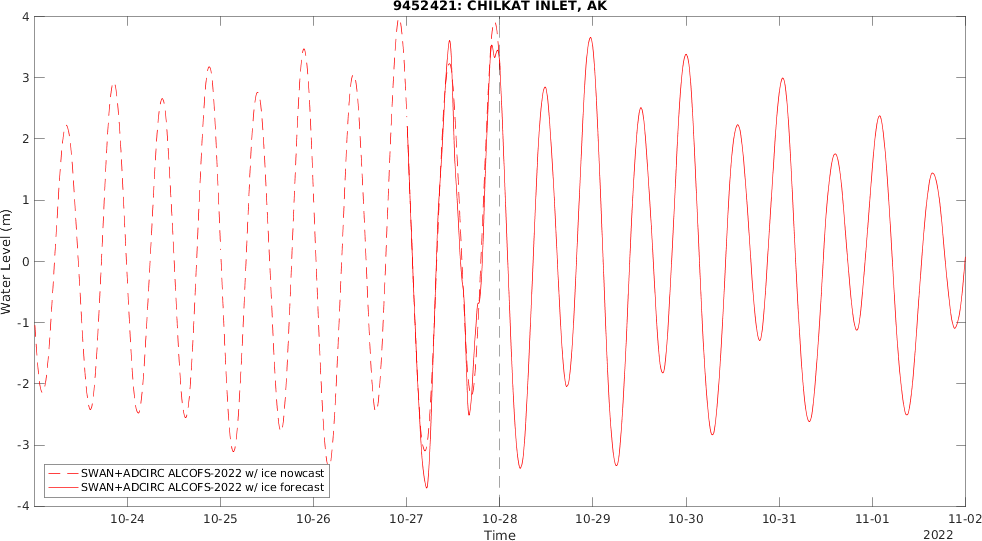 9452421: CHILKAT INLET, AK
4
3
2
1
0
-1
-2
-3
-4
Water Level (m)
SWAN+ADCIRC ALCOFS-2022 w/ ice nowcast
SWAN+ADCIRC ALCOFS-2022 w/ ice forecast
10-24 10-25 10-26 10-27 10-28 10-29 10-30 10-31 11-01 11-02
Time
2022